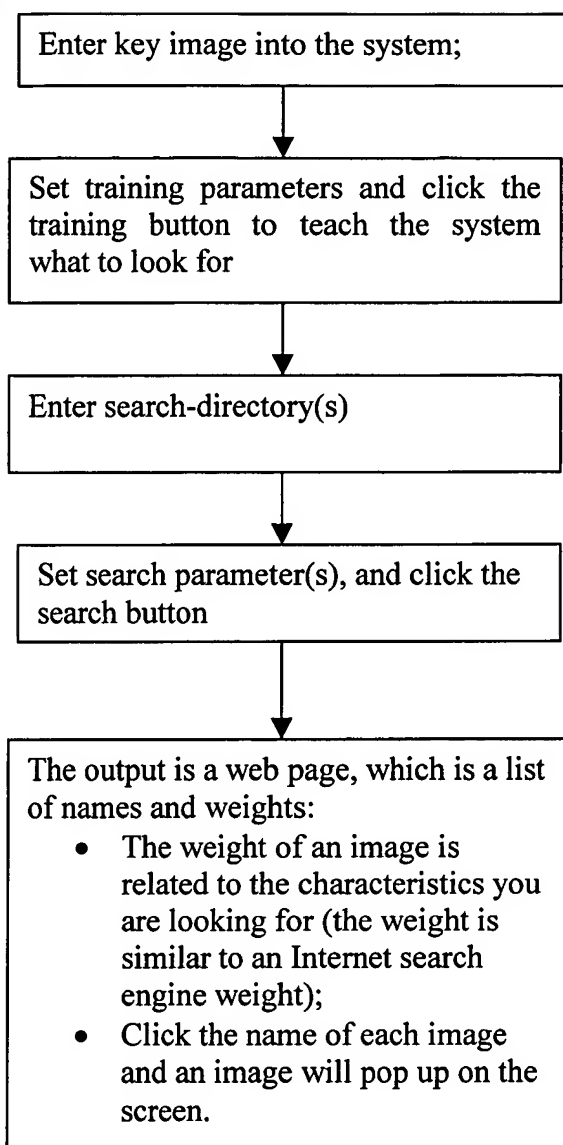 Enter key image into the system;
Set training parameters and click the
training button to teach the system
what to look for
Enter search-directory(s)
Set search parameter(s), and click the
search button
The output is a web page, which is a list
of names and weights:
• The weight of an image is
related to the characteristics you
are looking for (the weight is
similar to an Internet search
engine weight);
• Click the name of each image
and an image will pop up on the
screen.